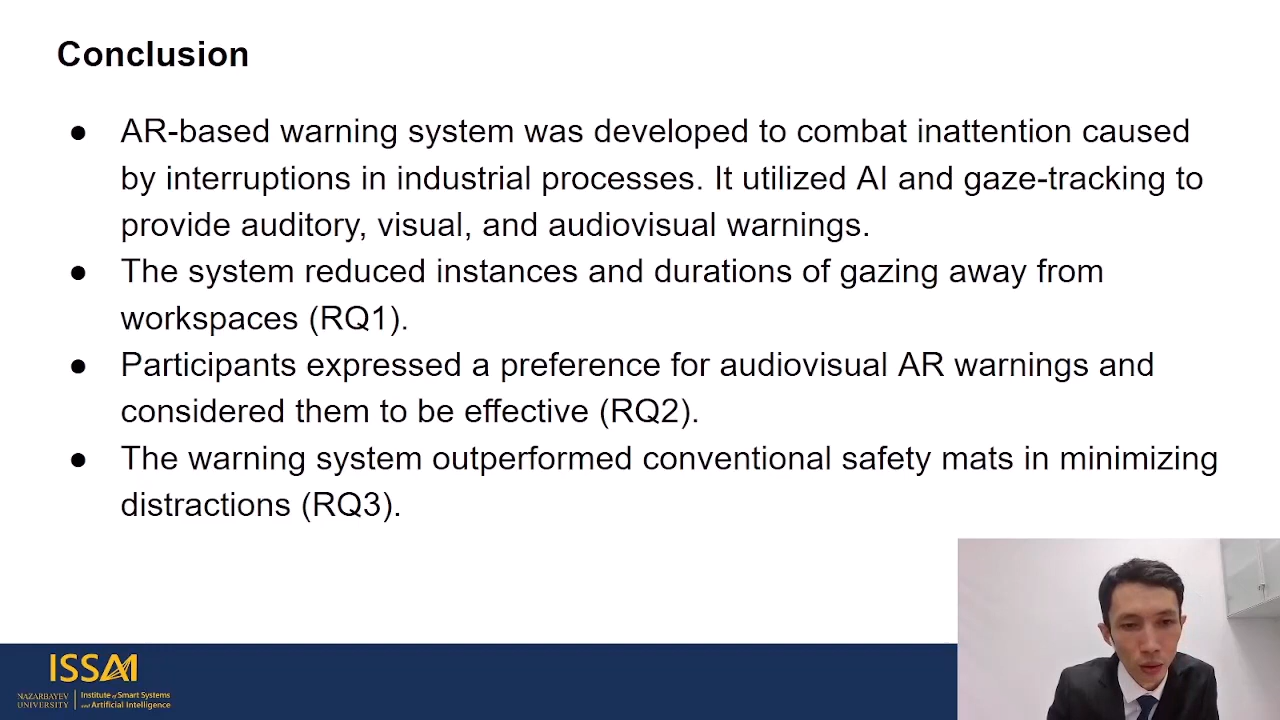 Conclusion
● AR-based warning system was developed to combat inattention caused
by interruptions in industrial processes. It utilized AI and gaze-tracking to
provide auditory, visual, and audiovisual warnings.
● The system reduced instances and durations of gazing away from
workspaces (RQ1).
● Participants expressed a preference for audiovisual AR warnings and
considered them to be effective (RQ2).
● The warning system outperformed conventional safety mats in minimizing
distractions (RQ3).
ISSAI
NAZARBAYEV
UNIVERSITY
Institute of Smart Systems
and Artificial Intelligence